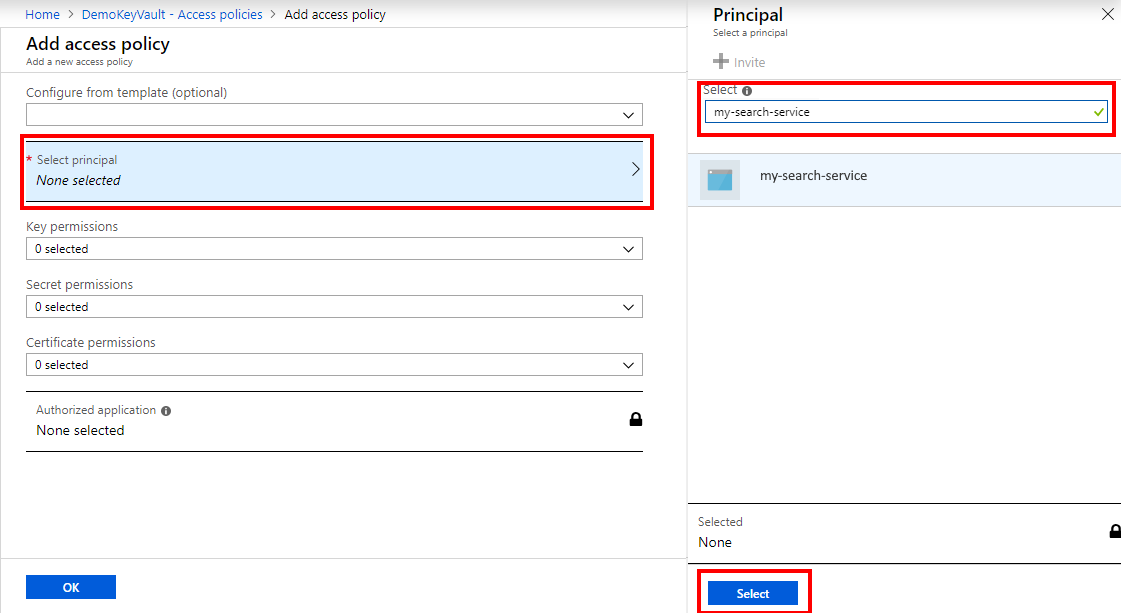 Home > DemoKeyVault - Access policies > Add access policy
Add access policy
Add a new access policy
Configure from template (optional)
* Select principal
None selected
Key permissions
0 selected
Secret permissions
0 selected
Certificate permissions
0 selected
Authorized application
None selected
OK
Principal
Select a principal
Invite
Select
my-search-service
my-search-service
Selected
None
Select